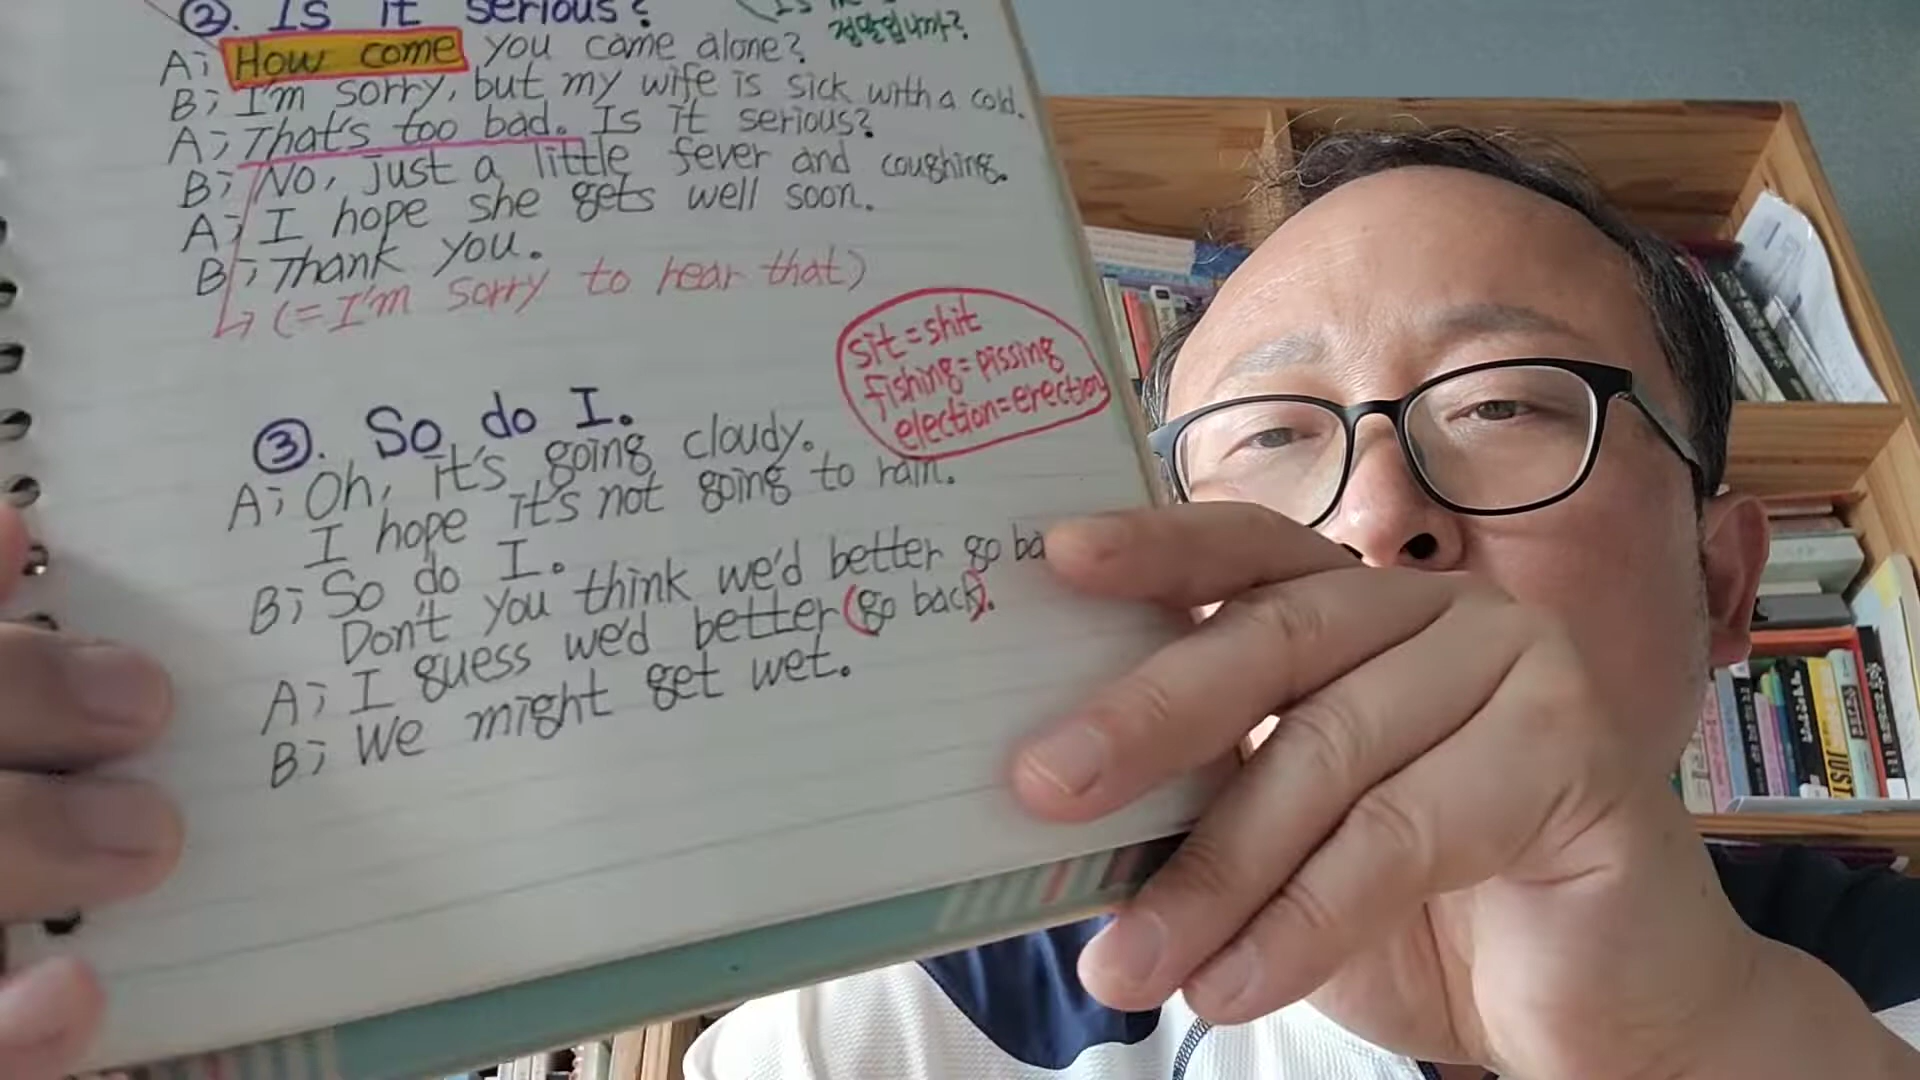 ②. Is it serious?
정말입니까?
A; How come you came alone?
B; I'm sorry, but my wife is sick with a cold.
A; That's too bad. Is it serious?
B; No, just a little fever and coughing.
A; I hope she gets well soon.
B; Thank you.
(= I'm sorry to hear that)
sit = shit
fishing = pissing
election = erection
③. So do I.
A; Oh, it's going cloudy.
I hope it's not going to rain.
B; So do I.
Don't you think we'd better go ba
A; I guess we'd better (go back).
B; We might get wet.
JUST